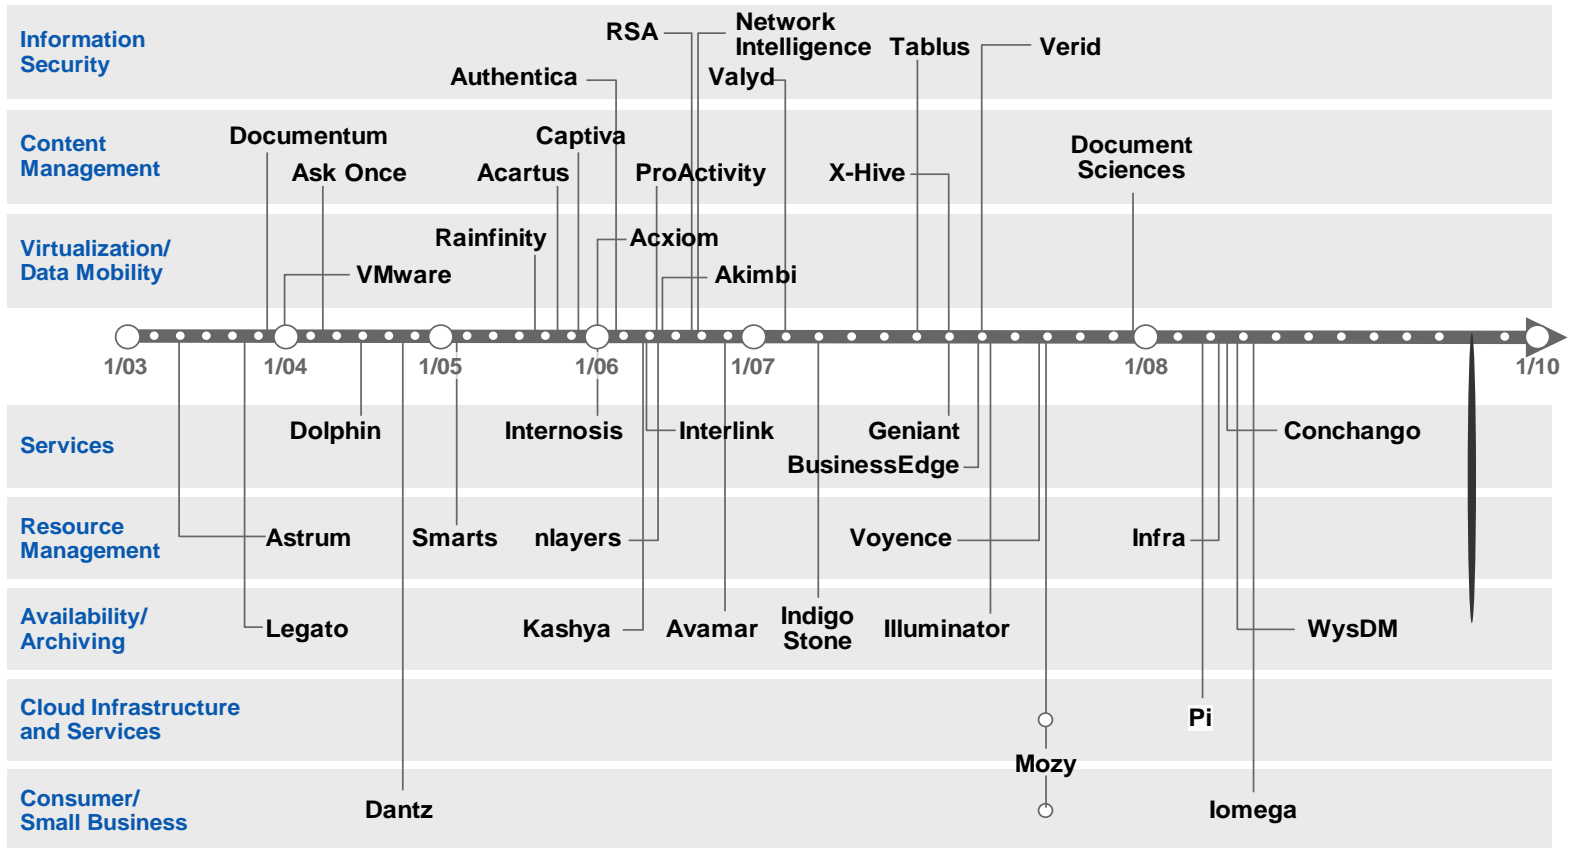 Information
Security
RSA
Network
Intelligence
Tablus
Verid
Authentica
Valyd
Content
Management
Documentum
Captiva
Document
Sciences
Ask Once
Acartus
ProActivity
X-Hive
Virtualization/
Data Mobility
Rainfinity
Acxiom
VMware
Akimbi
1/03
1/04
1/05
1/06
1/07
1/08
1/10
Services
Dolphin
Internosis
Interlink
Geniant
Conchango
BusinessEdge
Resource
Management
Astrum
Smarts
nlayers
Voyence
Infra
Availability/
Archiving
Legato
Kashya
Avamar
Indigo
Stone
Illuminator
WysDM
Cloud Infrastructure
and Services
Pi
Mozy
Consumer/
Small Business
Dantz
Iomega